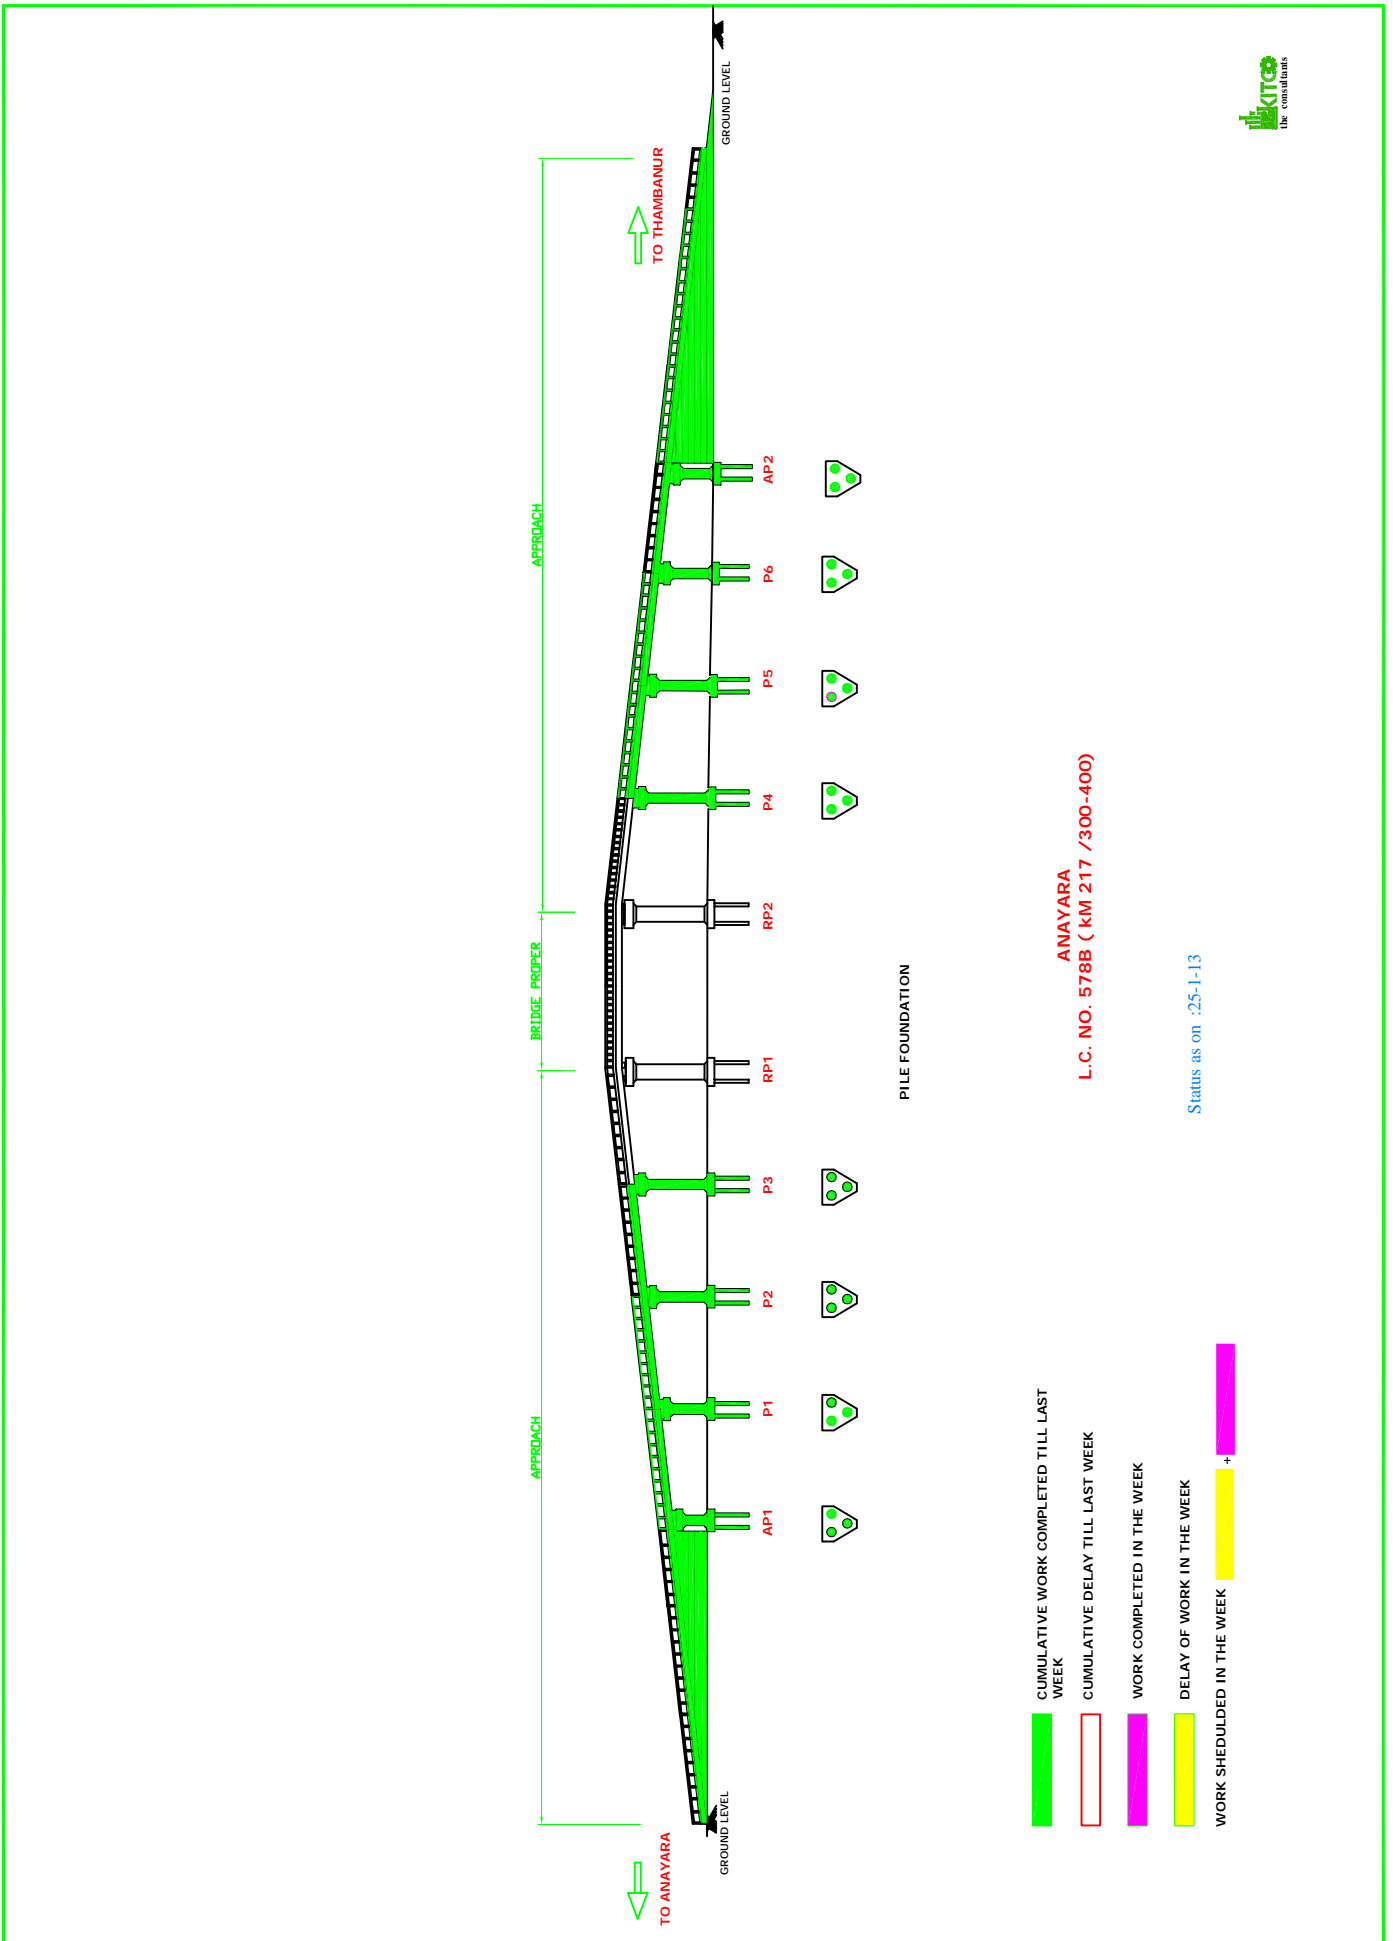 KITCO
the consultants
APPROACH
BRIDGE PROPER
APPROACH
TO ANAYARA
TO THAMBANUR
GROUND LEVEL
GROUND LEVEL
AP1
P1
P2
P3
RP1
RP2
P4
P5
P6
AP2
PILE FOUNDATION
ANAYARA
L.C. NO. 578B ( kM 217 /300-400)
Status as on :25-1-13
CUMULATIVE WORK COMPLETED TILL LAST
WEEK
CUMULATIVE DELAY TILL LAST WEEK
WORK COMPLETED IN THE WEEK
DELAY OF WORK IN THE WEEK
WORK SHEDULDED IN THE WEEK +